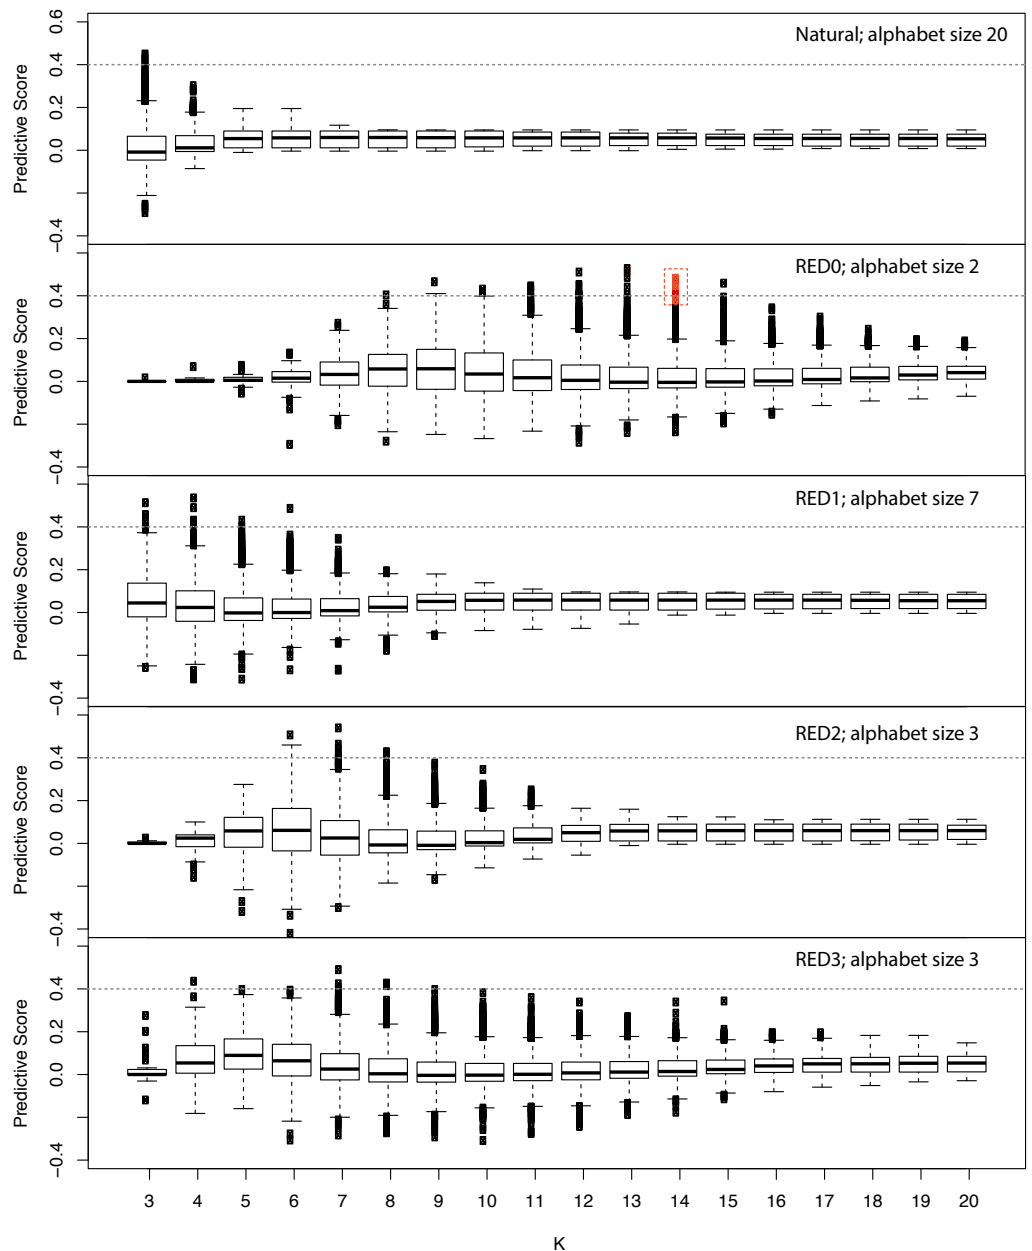 Natural; alphabet size 20
Predictive Score
0.6
0.4
0.2
0.0
−0.4
RED0; alphabet size 2
Predictive Score
0.4
0.2
0.0
−0.4
RED1; alphabet size 7
Predictive Score
0.4
0.2
0.0
−0.4
RED2; alphabet size 3
Predictive Score
0.4
0.2
0.0
−0.4
RED3; alphabet size 3
Predictive Score
0.4
0.2
0.0
−0.4
3 4 5 6 7 8 9 10 11 12 13 14 15 16 17 18 19 20
K